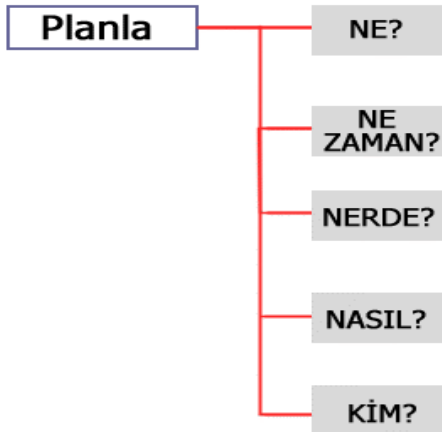 Planla
NE?
NE
ZAMAN?
NERDE?
NASIL?
KİM?